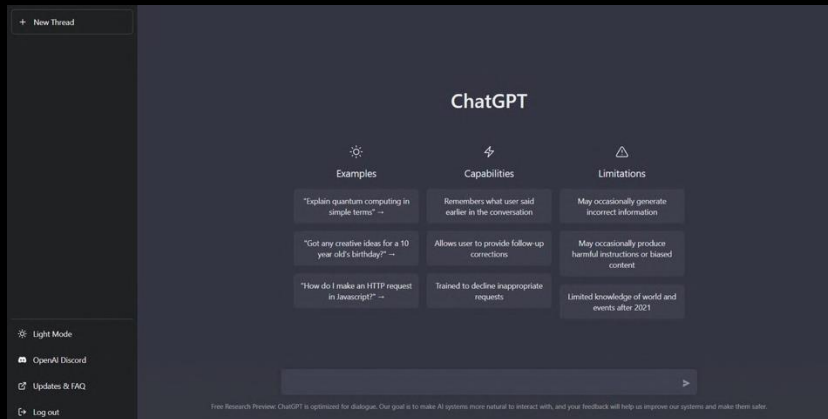 + New Thread
ChatGPT
Examples
"Explain quantum computing in
simple terms" →
"Got any creative ideas for a 10
year old's birthday?" →
"How do I make an HTTP request
in Javascript?" →
Capabilities
Remembers what user said
earlier in the conversation
Allows user to provide follow-up
corrections
Trained to decline inappropriate
requests
Limitations
May occasionally generate
incorrect information
May occasionally produce
harmful instructions or biased
content
Limited knowledge of world and
events after 2021
Light Mode
OpenAI Discord
Updates & FAQ
Log out
Free Research Preview: ChatGPT is optimized for dialogue. Our goal is to make AI systems more natural to interact with, and your feedback will help us improve our systems and make them safer.